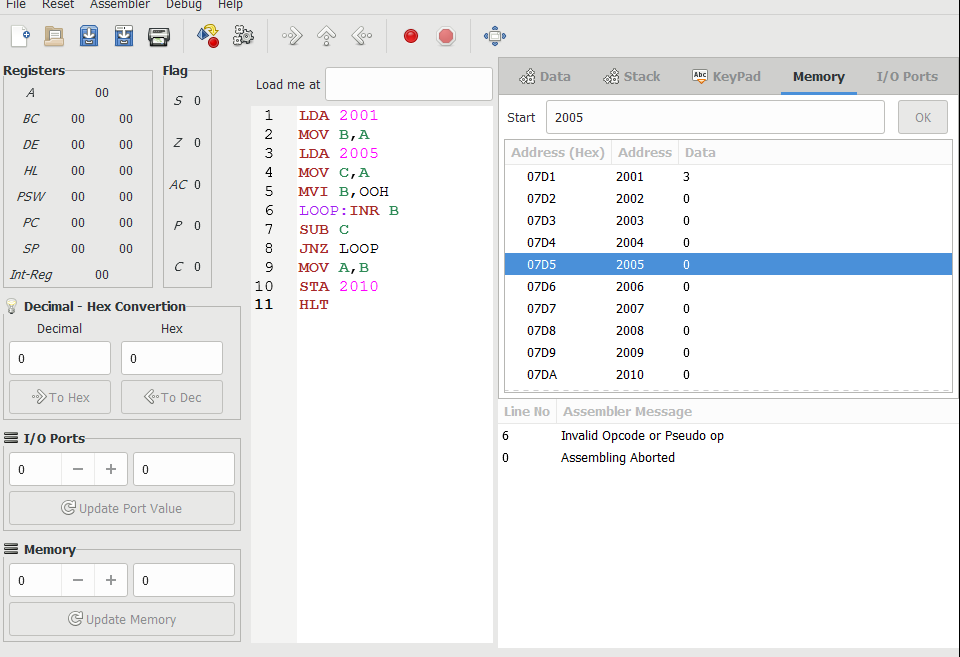 File Reset Assembler Debug Help
Registers
A 00
BC 00 00
DE 00 00
HL 00 00
PSW 00 00
PC 00 00
SP 00 00
Int-Reg 00
Flag
S 0
Z 0
AC 0
P 0
C 0
Decimal - Hex Convertion
Decimal Hex
0 0
To Hex To Dec
I/O Ports
0 − + 0
Update Port Value
Memory
0 − + 0
Update Memory
Load me at
1 LDA 2001
2 MOV B,A
3 LDA 2005
4 MOV C,A
5 MVI B,OOH
6 LOOP:INR B
7 SUB C
8 JNZ LOOP
9 MOV A,B
10 STA 2010
11 HLT
Data Stack Abc KeyPad Memory I/O Ports
Start 2005 OK
Address (Hex) Address Data
07D1 2001 3
07D2 2002 0
07D3 2003 0
07D4 2004 0
07D5 2005 0
07D6 2006 0
07D7 2007 0
07D8 2008 0
07D9 2009 0
07DA 2010 0
Line No Assembler Message
6 Invalid Opcode or Pseudo op
0 Assembling Aborted